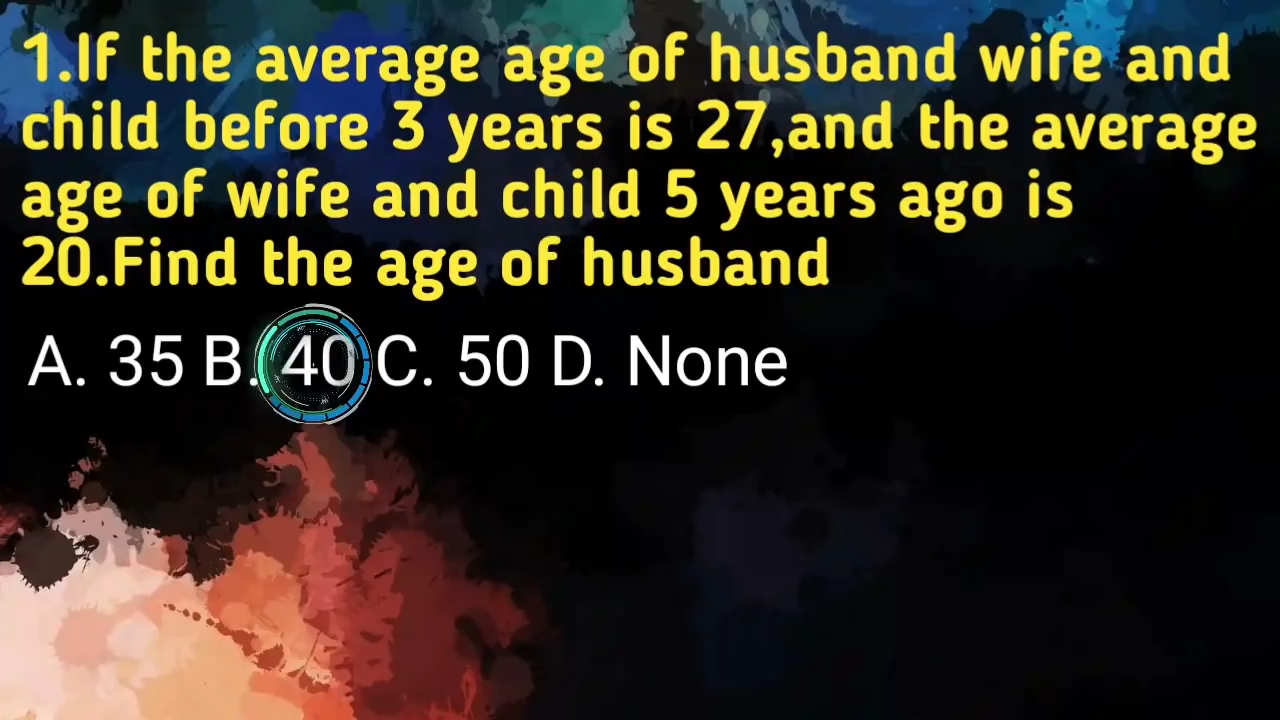 1.If the average age of husband wife and
child before 3 years is 27,and the average
age of wife and child 5 years ago is
20.Find the age of husband
A. 35 B. 40 C. 50 D. None